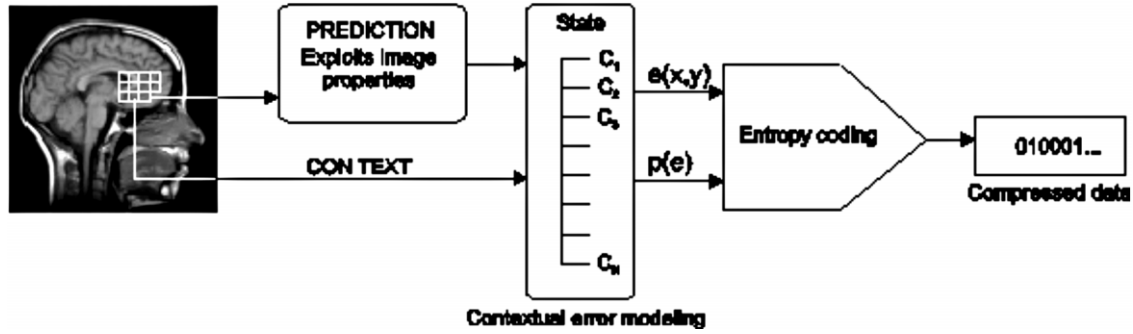 PREDICTION
Exploits Image
properties
CON TEXT
State
C₁
C₂
C₃
Cₙ
Contextual error modeling
e(x,y)
p(e)
Entropy coding
010001...
Compressed data